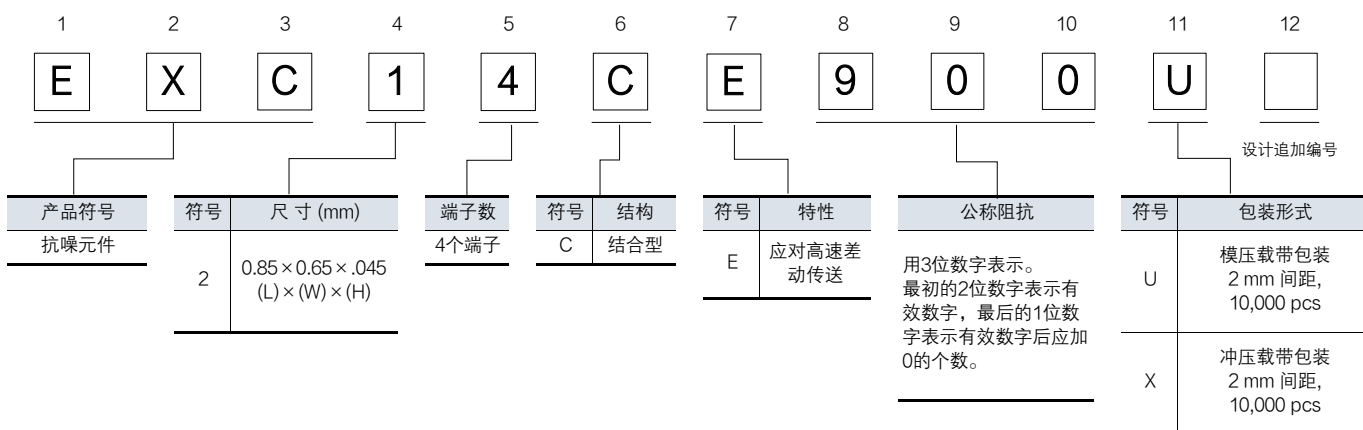 1 2 3 4 5 6 7 8 9 10 11 12
E X C 1 4 C E 9 0 0 U
设计追加编号
产品符号
抗噪元件
符号 尺 寸 (mm)
2 0.85×0.65×.045
(L)×(W)×(H)
端子数
4个端子
符号 结构
C 结合型
符号 特性
E 应对高速差
动传送
公称阻抗
用3位数字表示。
最初的2位数字表示有
效数字，最后的1位数
字表示有效数字后应加
0的个数。
符号 包装形式
U 模压载带包装
2 mm 间距,
10,000 pcs
X 冲压载带包装
2 mm 间距,
10,000 pcs